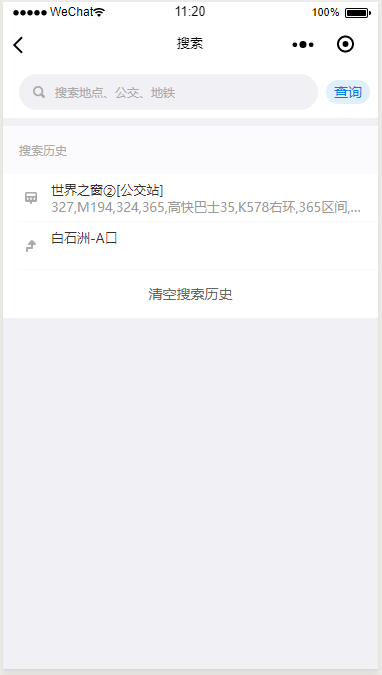 ●●●●● WeChat 11:20 100%
搜索
搜索地点、公交、地铁 查询
搜索历史
世界之窗②[公交站]
327,M194,324,365,高快巴士35,K578右环,365区间,...
白石洲-A口
清空搜索历史